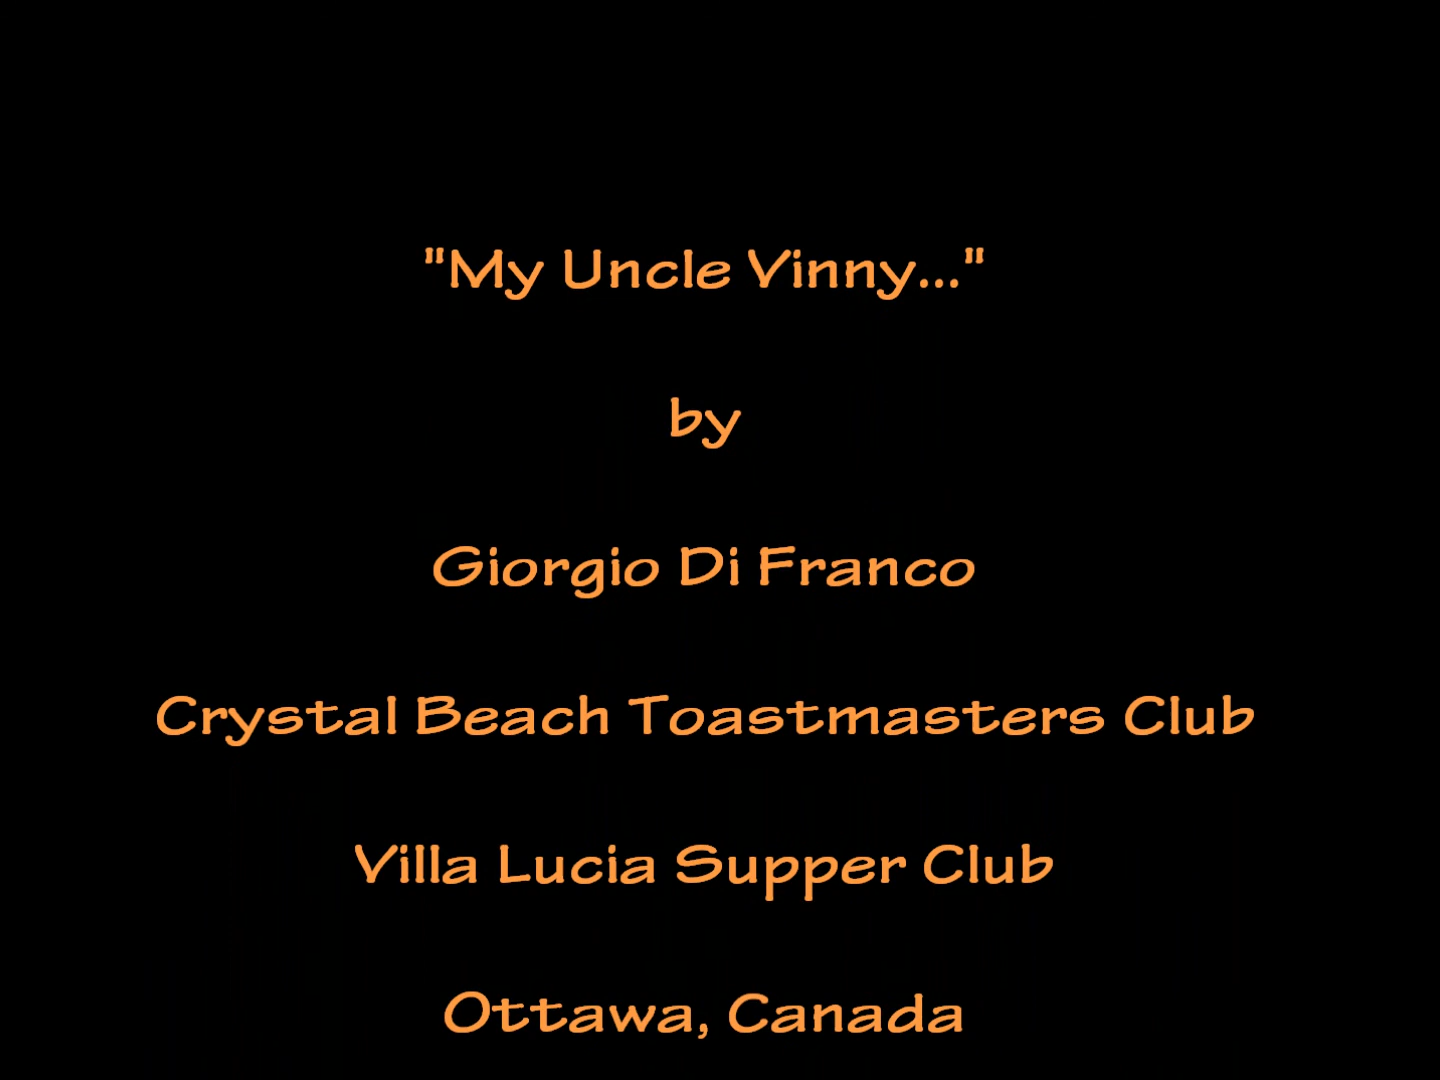 "My Uncle Vinny..."
by
Giorgio Di Franco
Crystal Beach Toastmasters Club
Villa Lucia Supper Club
Ottawa, Canada